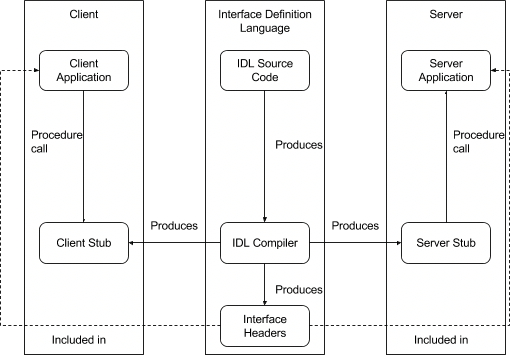 Client
Interface Definition
Language
Server
Client
Application
IDL Source
Code
Server
Application
Procedure
call
Produces
Procedure
call
Produces
Produces
Client Stub
IDL Compiler
Server Stub
Produces
Interface
Headers
Included in
Included in